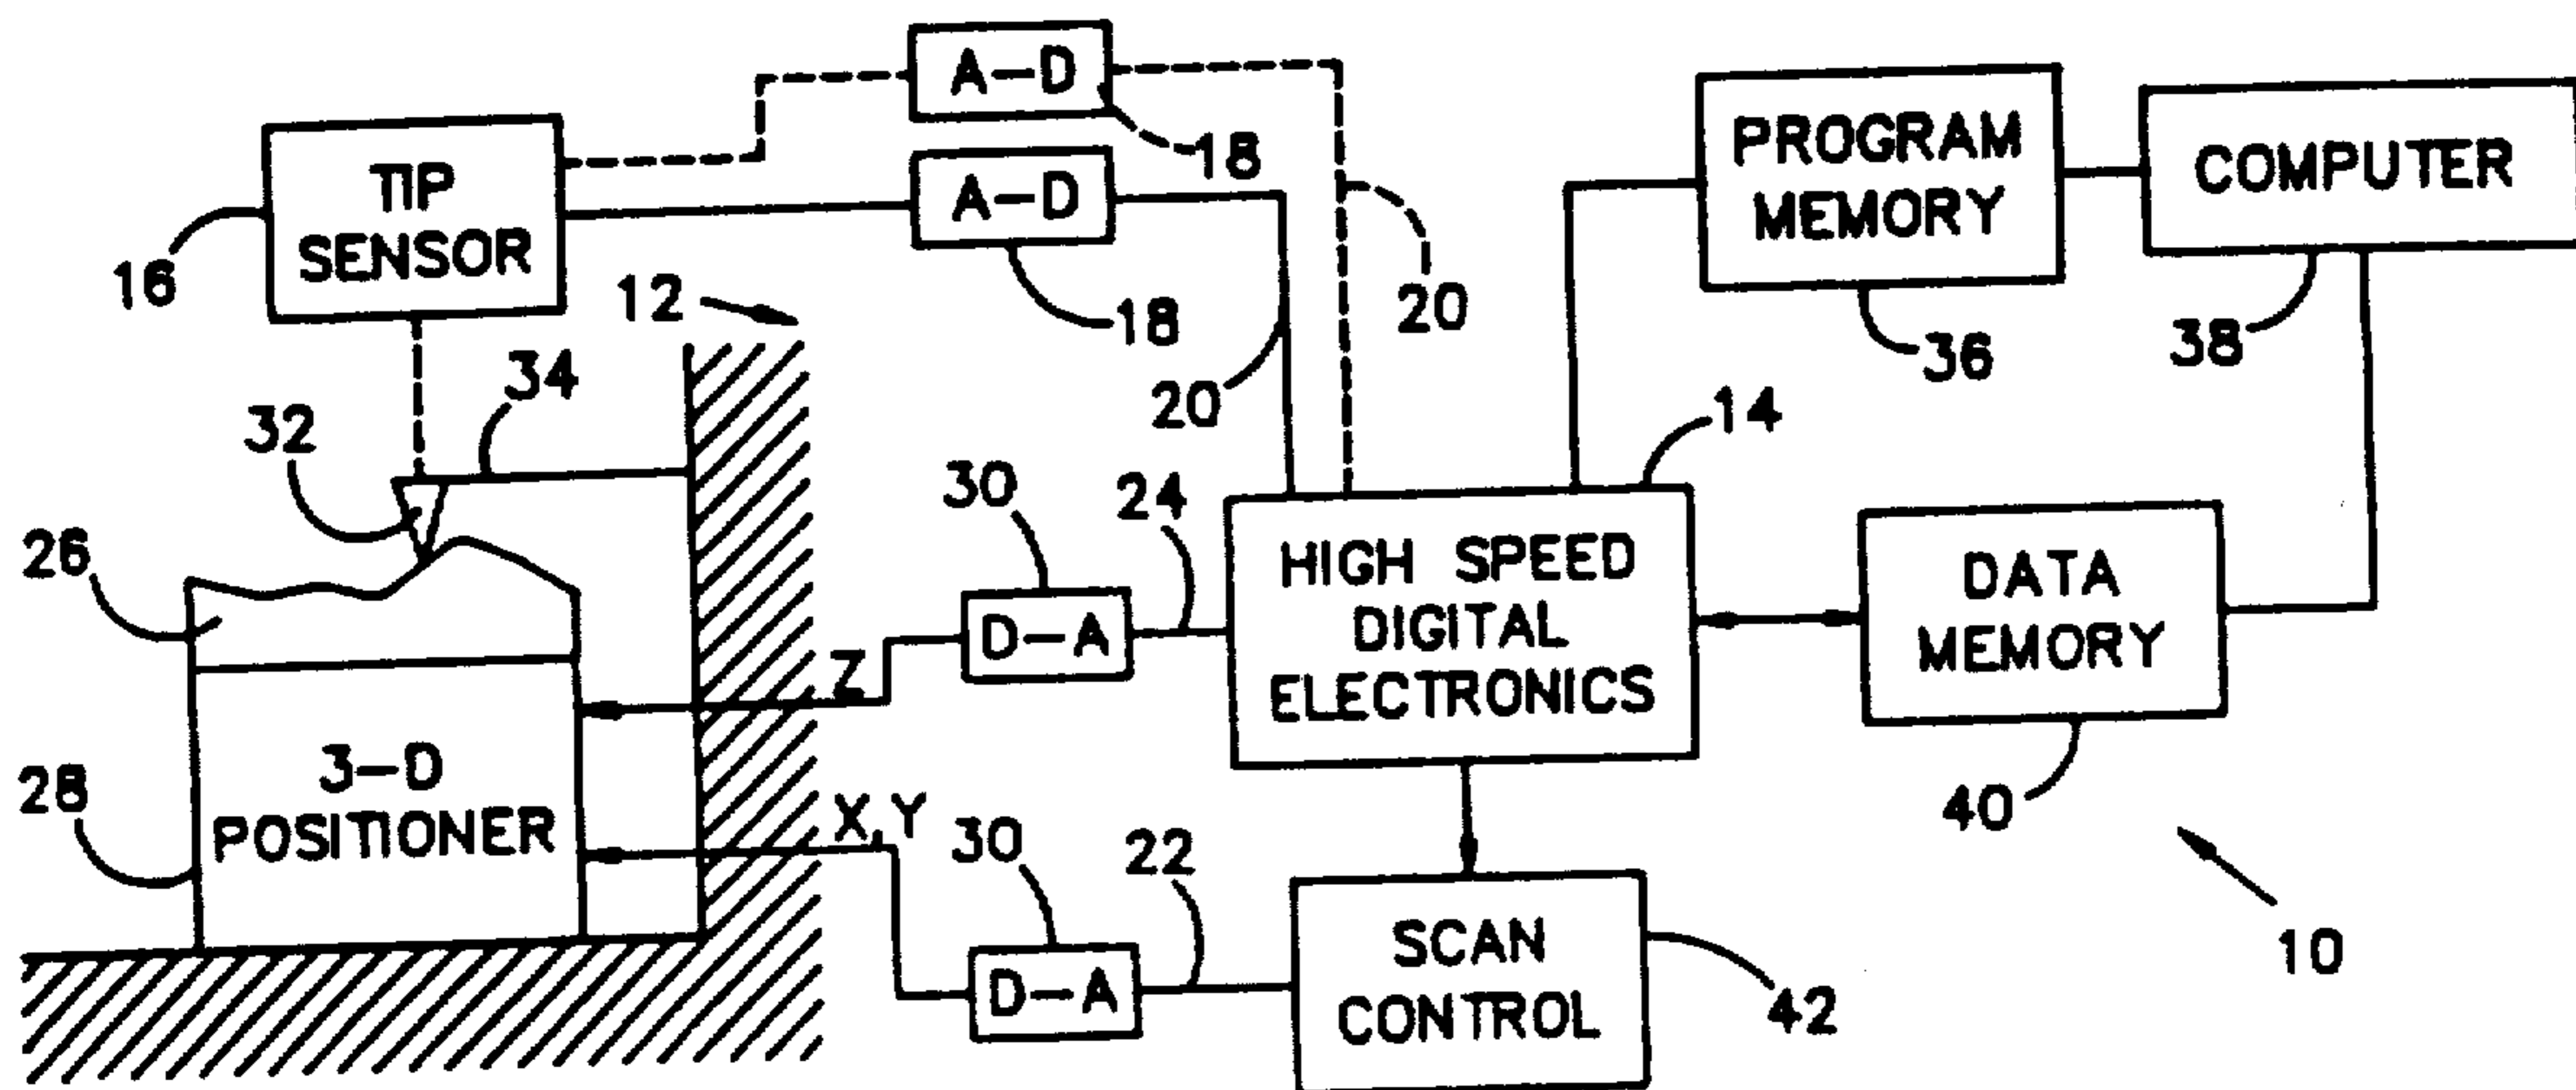 A-D
18
TIP
SENSOR
16
A-D
18
20
20
PROGRAM
MEMORY
36
COMPUTER
38
12
34
32
26
3-D
POSITIONER
28
Z
X,Y
30
D-A
24
14
HIGH SPEED
DIGITAL
ELECTRONICS
DATA
MEMORY
40
30
D-A
22
SCAN
CONTROL
42
10